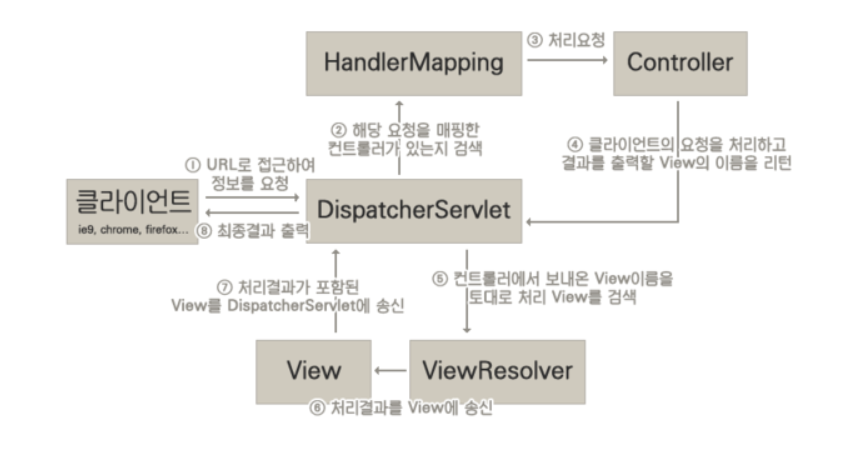 HandlerMapping
③ 처리요청
Controller
② 해당 요청을 매핑한
컨트롤러가 있는지 검색
④ 클라이언트의 요청을 처리하고
결과를 출력할 View의 이름을 리턴
① URL로 접근하여
정보를 요청
클라이언트
ie9, chrome, firefox...
DispatcherServlet
⑧ 최종결과 출력
⑤ 컨트롤러에서 보내온 View이름을
토대로 처리 View를 검색
⑦ 처리결과가 포함된
View를 DispatcherServlet에 송신
View
ViewResolver
⑥ 처리결과를 View에 송신